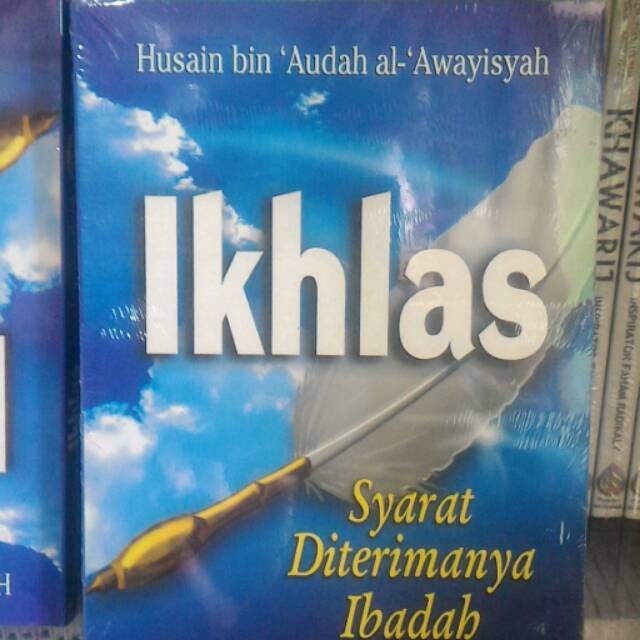 Husain bin 'Audah al-'Awayisyah
Ikhlas
Syarat
Diterimanya
Ibadah
KHAWARIJ
H